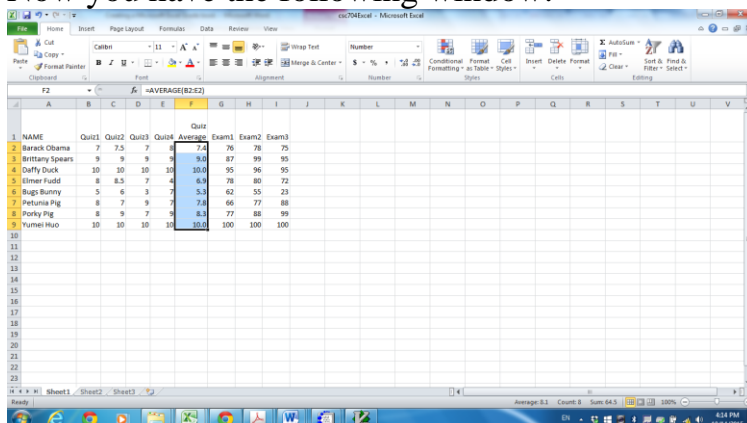 Now you have the following window:
csc704Excel - Microsoft Excel
File Home Insert Page Layout Formulas Data Review View
Cut
Copy
Format Painter
Paste
Clipboard
Calibri 11
B I U
Font
Wrap Text
Merge & Center
Alignment
Number
$ % ,
Number
Conditional Formatting Format as Table Cell Styles
Styles
Insert Delete Format
Cells
Σ AutoSum
Fill
Clear
Sort & Filter Find & Select
Editing
F2 fx =AVERAGE(B2:E2)
A B C D E F G H I J K L M N O P Q R S T U V
1 NAME Quiz1 Quiz2 Quiz3 Quiz4 Quiz Average Exam1 Exam2 Exam3
2 Barack Obama 7 7.5 7 8 7.4 76 78 75
3 Brittany Spears 9 9 9 9 9.0 87 99 95
4 Daffy Duck 10 10 10 10 10.0 95 96 95
5 Elmer Fudd 8 8.5 7 4 6.9 78 80 72
6 Bugs Bunny 5 6 3 7 5.3 62 55 23
7 Petunia Pig 8 7 9 7 7.8 66 77 88
8 Porky Pig 8 9 7 9 8.3 77 88 99
9 Yumei Huo 10 10 10 10 10.0 100 100 100
10
11
12
13
14
15
16
17
18
19
20
21
22
23
Sheet1 Sheet2 Sheet3
Ready Average: 8.1 Count: 8 Sum: 64.5 100%
EN 4:14 PM